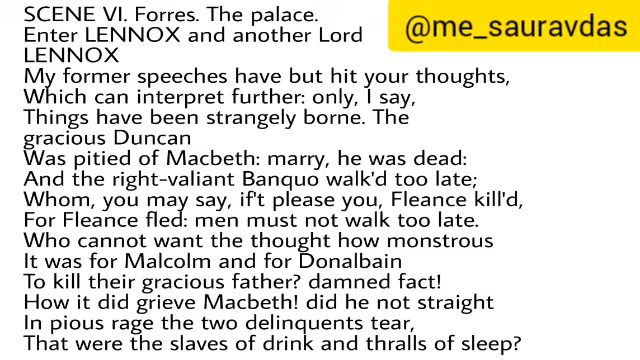 SCENE VI. Forres. The palace.
@me_sauravdas
Enter LENNOX and another Lord
LENNOX
My former speeches have but hit your thoughts,
Which can interpret further: only, I say,
Things have been strangely borne. The
gracious Duncan
Was pitied of Macbeth: marry, he was dead:
And the right-valiant Banquo walk'd too late;
Whom, you may say, if't please you, Fleance kill'd,
For Fleance fled: men must not walk too late.
Who cannot want the thought how monstrous
It was for Malcolm and for Donalbain
To kill their gracious father? damned fact!
How it did grieve Macbeth! did he not straight
In pious rage the two delinquents tear,
That were the slaves of drink and thralls of sleep?